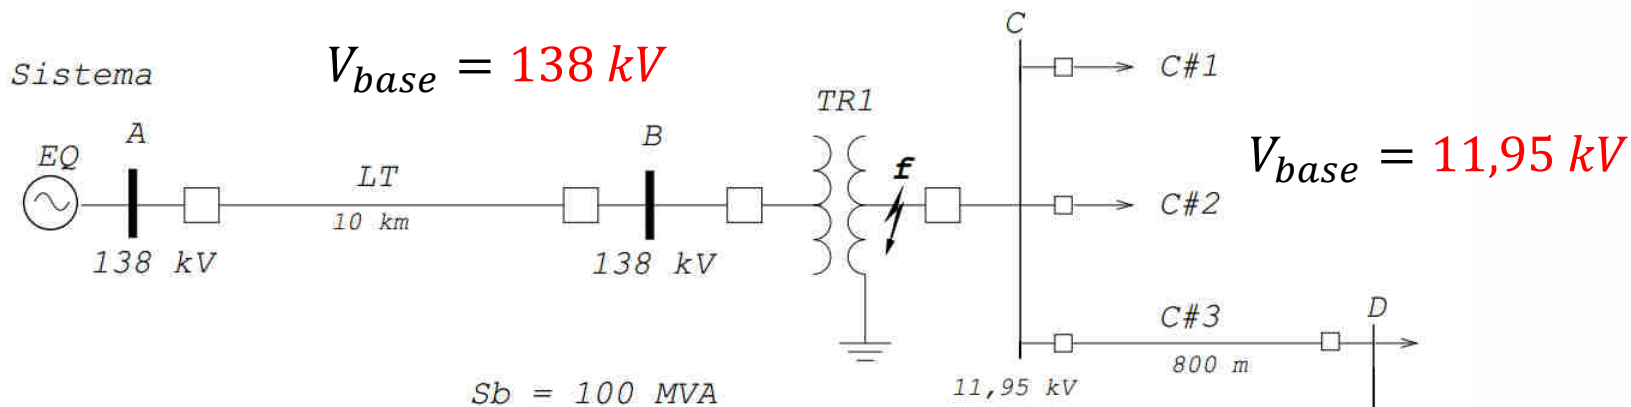 Sistema
V_base = 138 kV
C
C#1
TR1
A
B
EQ
f
V_base = 11,95 kV
LT
10 km
C#2
138 kV
138 kV
C#3
D
800 m
11,95 kV
Sb = 100 MVA